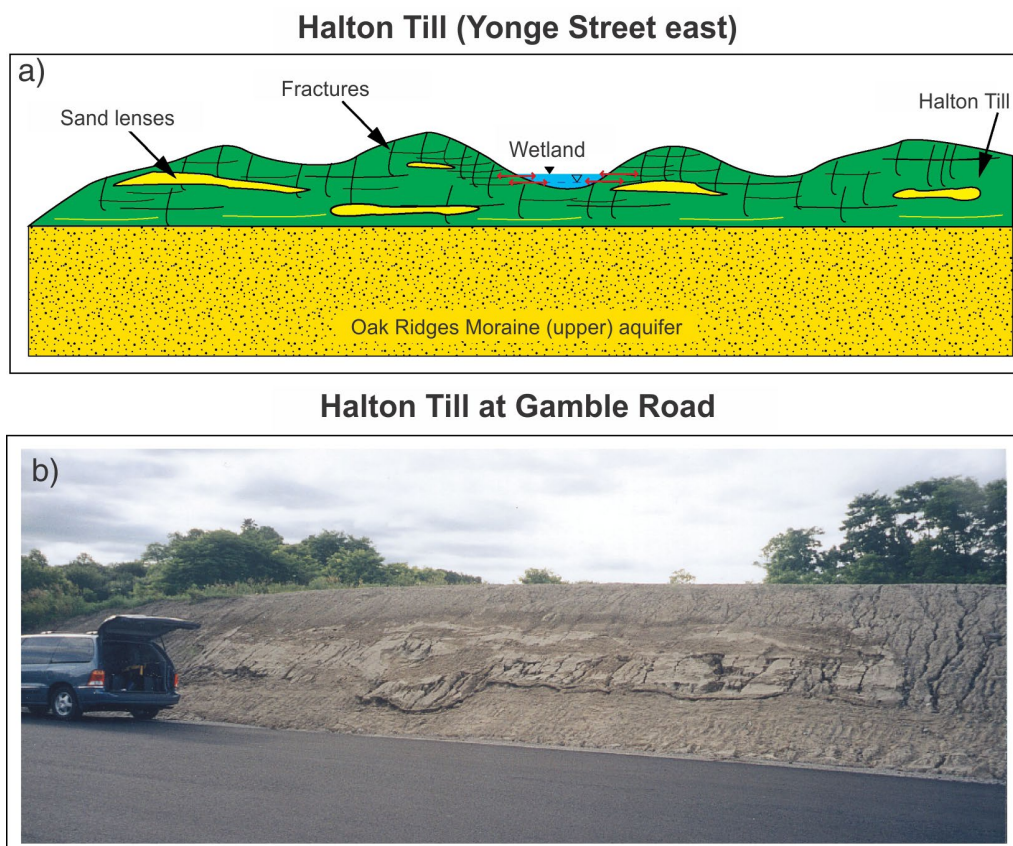 Halton Till (Yonge Street east)
a)
Fractures
Sand lenses
Halton Till
Wetland
Oak Ridges Moraine (upper) aquifer
Halton Till at Gamble Road
b)